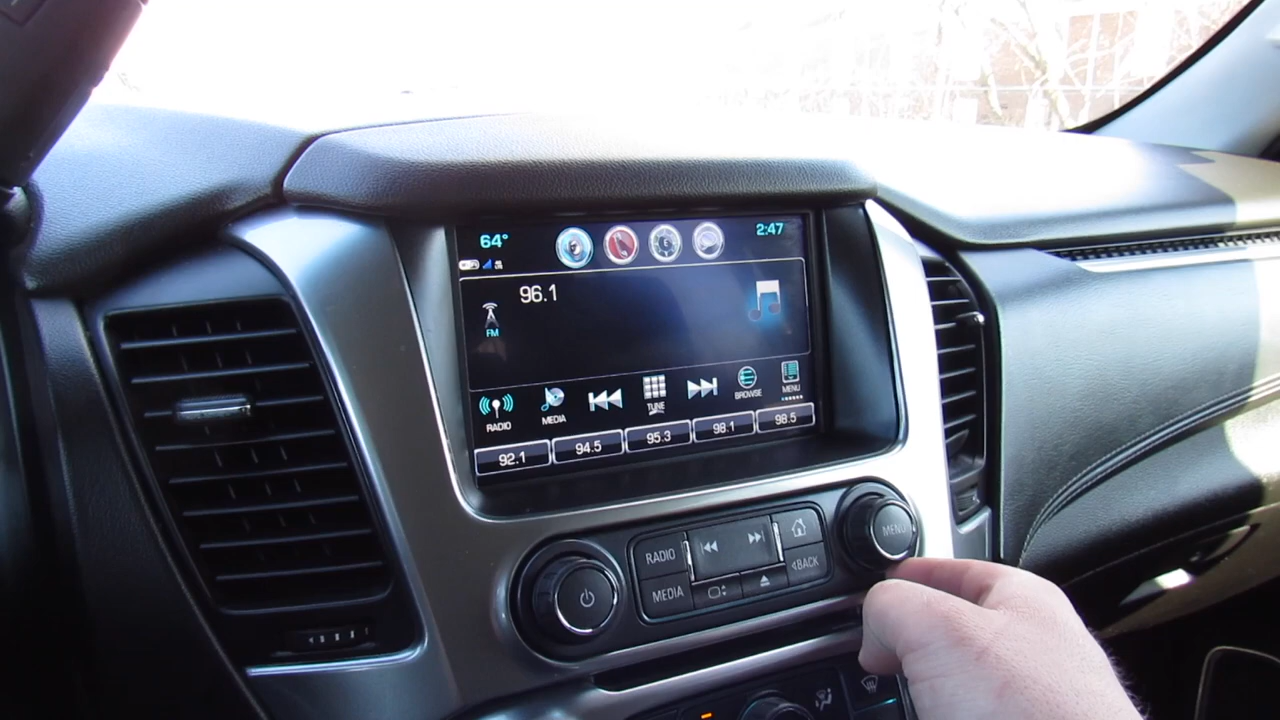 64°
2:47
96.1
FM
RADIO
MEDIA
TUNE
BROWSE
MENU
92.1
94.5
95.3
98.1
98.5
RADIO
MENU
MEDIA
◁BACK